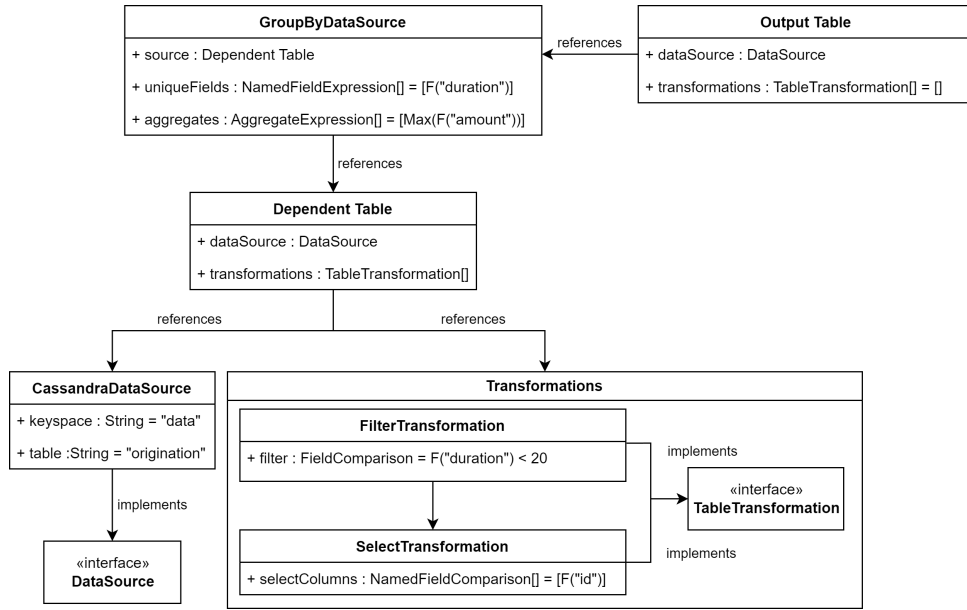 GroupByDataSource
+ source : Dependent Table
+ uniqueFields : NamedFieldExpression[] = [F("duration")]
+ aggregates : AggregateExpression[] = [Max(F("amount"))]
references
Output Table
+ dataSource : DataSource
+ transformations : TableTransformation[] = []
references
Dependent Table
+ dataSource : DataSource
+ transformations : TableTransformation[]
references
references
CassandraDataSource
+ keyspace : String = "data"
+ table :String = "origination"
implements
«interface»
DataSource
Transformations
FilterTransformation
+ filter : FieldComparison = F("duration") < 20
SelectTransformation
+ selectColumns : NamedFieldComparison[] = [F("id")]
implements
«interface»
TableTransformation
implements